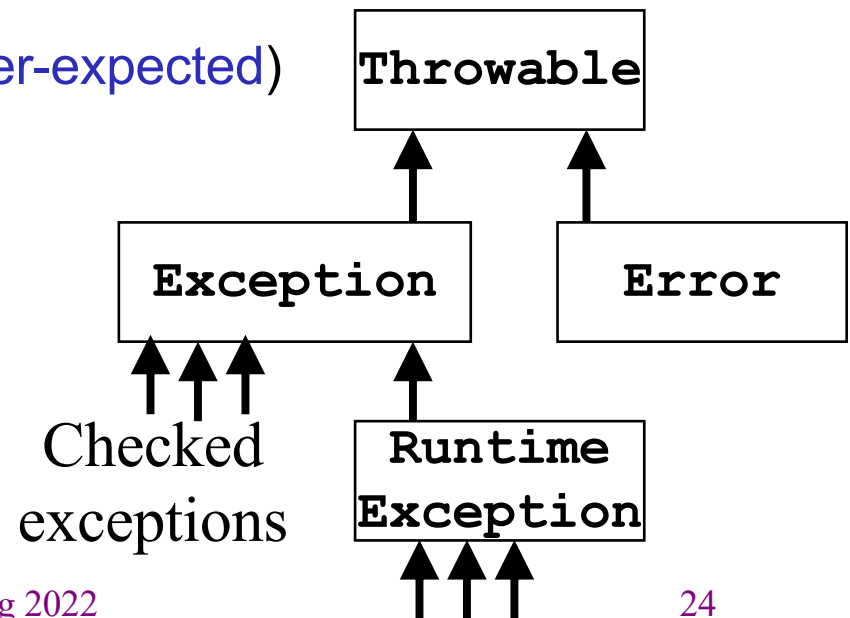 er-expected)
Throwable
Exception
Error
Checked
exceptions
Runtime
Exception
g 2022
24